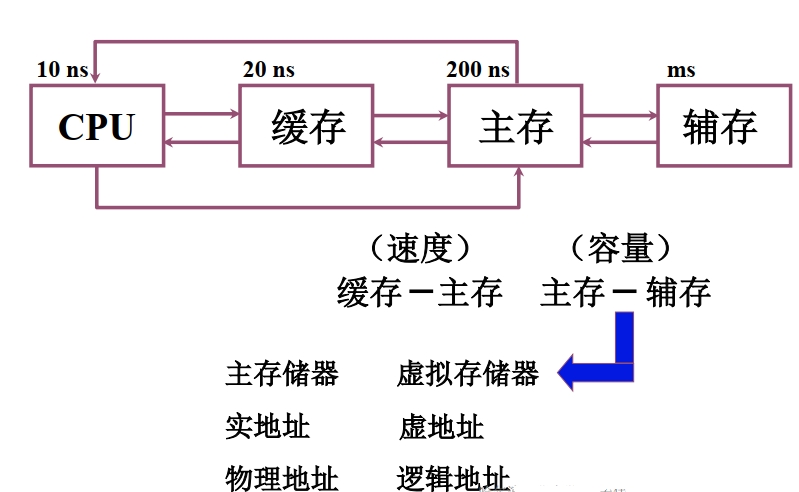 10 ns 20 ns 200 ns ms
CPU 缓存 主存 辅存
（速度） （容量）
缓存－主存 主存－辅存
主存储器 虚拟存储器
实地址 虚地址
物理地址 逻辑地址